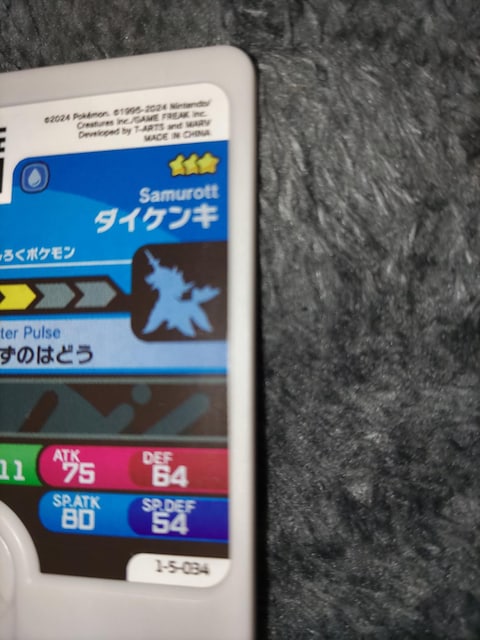 ©2024 Pokémon. ©1995-2024 Nintendo/
Creatures Inc./GAME FREAK inc.
Developed by T-ARTS and MARV
MADE IN CHINA
E
Samurott
ダイケンキ
ろくポケモン
ter Pulse
ずのはどう
11
ATK
75
DEF
64
SP.ATK
80
SP.DEF
54
1-5-034